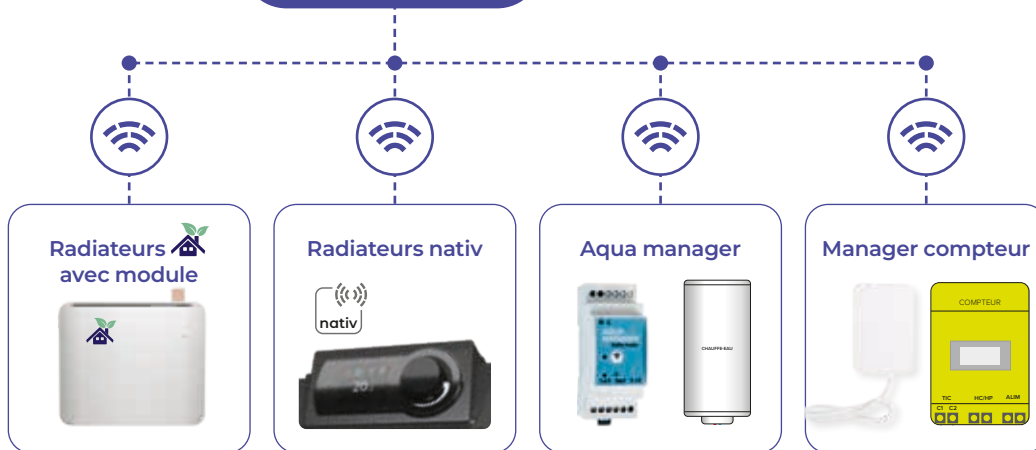 Radiateurs
avec module
Radiateurs nativ
nativ
20
Aqua manager
CHAUFFE-EAU
Manager compteur
COMPTEUR
TIC HC/HP ALIM
C1 C2